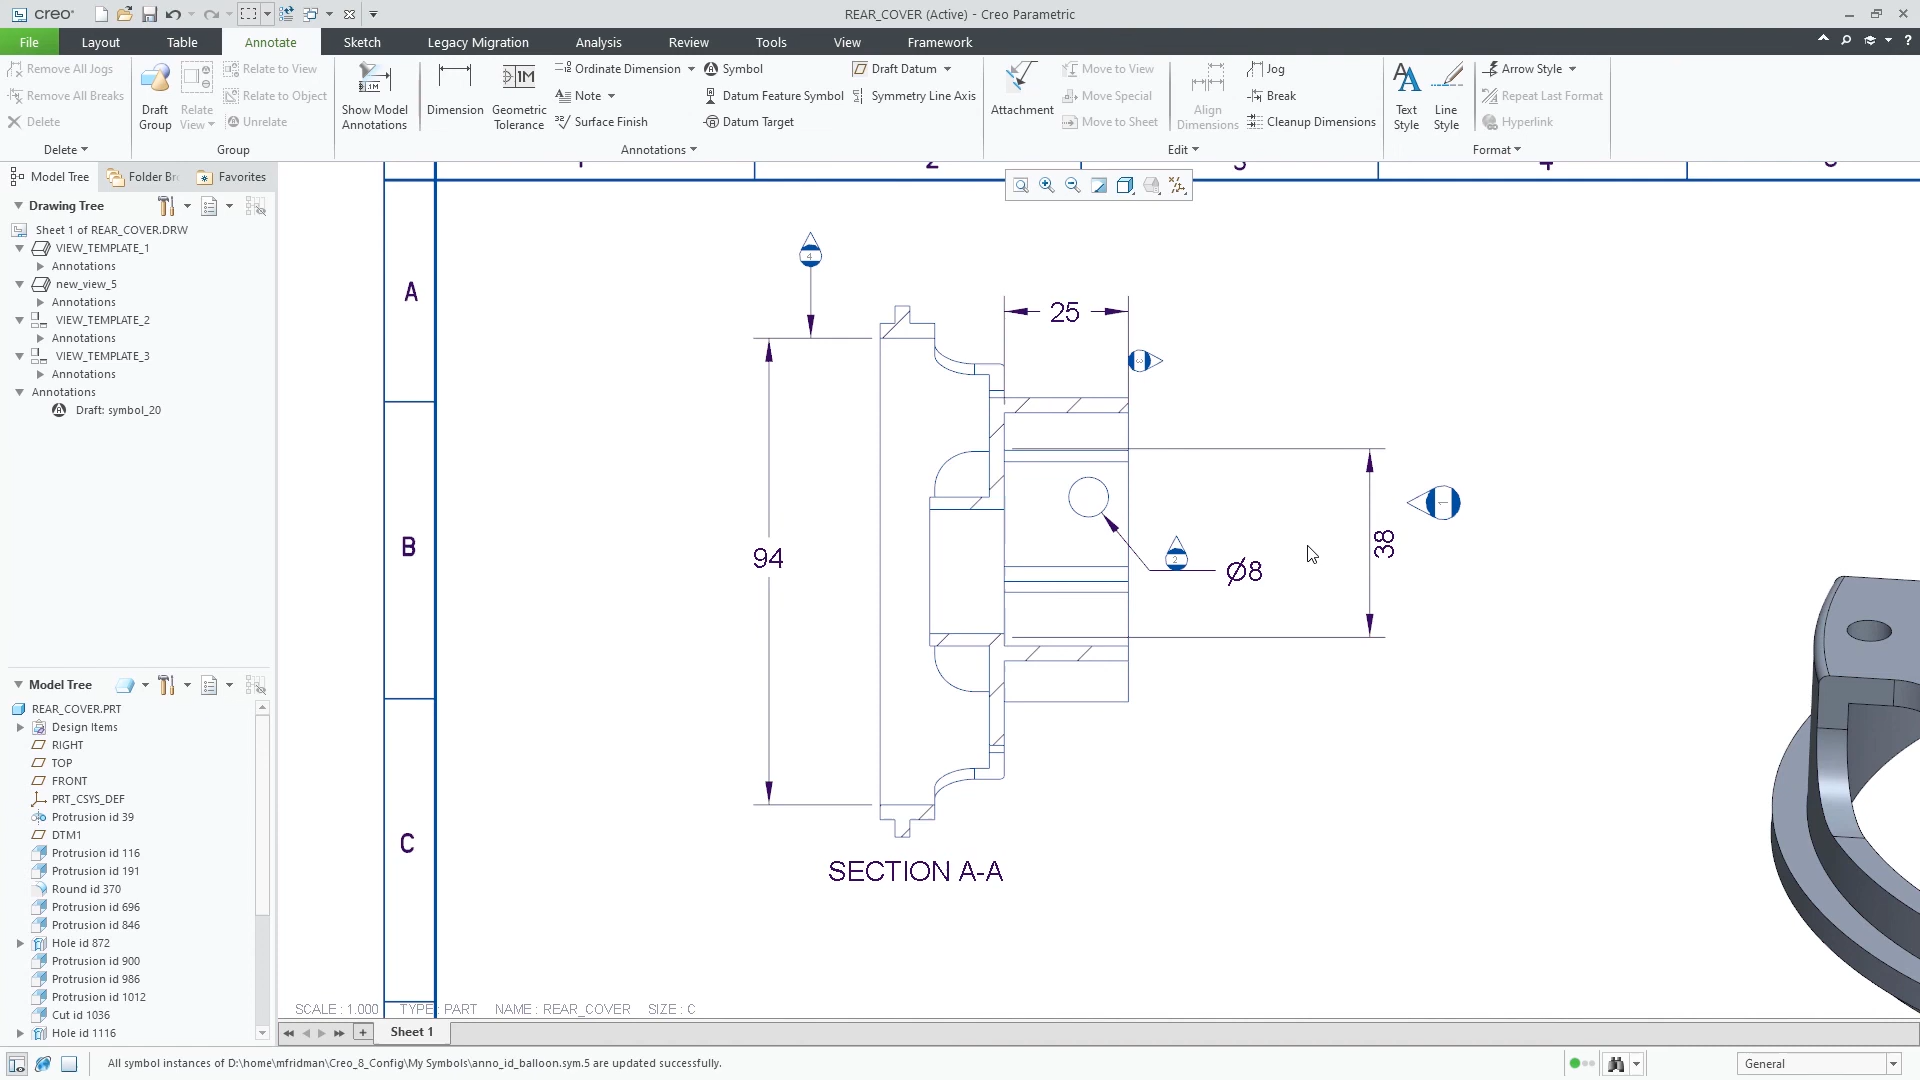 creo
REAR_COVER (Active) - Creo Parametric
File Layout Table Annotate Sketch Legacy Migration Analysis Review Tools View Framework
Remove All Jogs
Remove All Breaks
Delete
Delete
Draft Group
Relate View
Relate to View
Relate to Object
Unrelate
Group
Show Model Annotations
Dimension
Geometric Tolerance
Ordinate Dimension
Note
Surface Finish
Symbol
Datum Feature Symbol
Datum Target
Draft Datum
Symmetry Line Axis
Annotations
Attachment
Move to View
Move Special
Move to Sheet
Align Dimensions
Jog
Break
Cleanup Dimensions
Edit
Text Style
Line Style
Arrow Style
Repeat Last Format
Hyperlink
Format
Model Tree Folder Br Favorites
Drawing Tree
Sheet 1 of REAR_COVER.DRW
VIEW_TEMPLATE_1
Annotations
new_view_5
Annotations
VIEW_TEMPLATE_2
Annotations
VIEW_TEMPLATE_3
Annotations
Annotations
Draft: symbol_20
Model Tree
REAR_COVER.PRT
Design Items
RIGHT
TOP
FRONT
PRT_CSYS_DEF
Protrusion id 39
DTM1
Protrusion id 116
Protrusion id 191
Round id 370
Protrusion id 696
Protrusion id 846
Hole id 872
Protrusion id 900
Protrusion id 986
Protrusion id 1012
Cut id 1036
Hole id 1116
2 3 4
A
B
C
4
25
3
94
38
1
2
Ø8
SECTION A-A
SCALE : 1.000 TYPE : PART NAME : REAR_COVER SIZE : C
Sheet 1
All symbol instances of D:\home\mfridman\Creo_8_Config\My Symbols\anno_id_balloon.sym.5 are updated successfully.
General